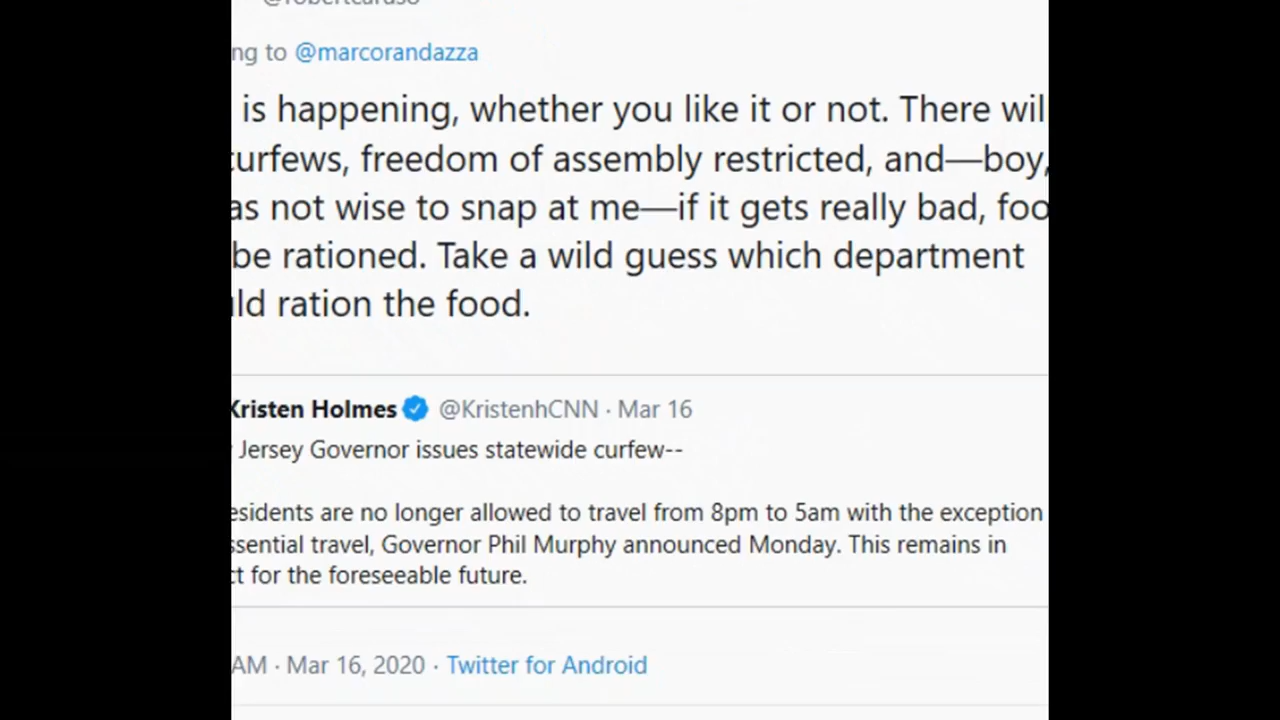 @robertcaruso
ng to @marcorandazza
is happening, whether you like it or not. There wil
curfews, freedom of assembly restricted, and—boy,
as not wise to snap at me—if it gets really bad, foo
be rationed. Take a wild guess which department
uld ration the food.
Kristen Holmes @KristenhCNN · Mar 16
Jersey Governor issues statewide curfew--
esidents are no longer allowed to travel from 8pm to 5am with the exception
ssential travel, Governor Phil Murphy announced Monday. This remains in
ct for the foreseeable future.
AM · Mar 16, 2020 · Twitter for Android